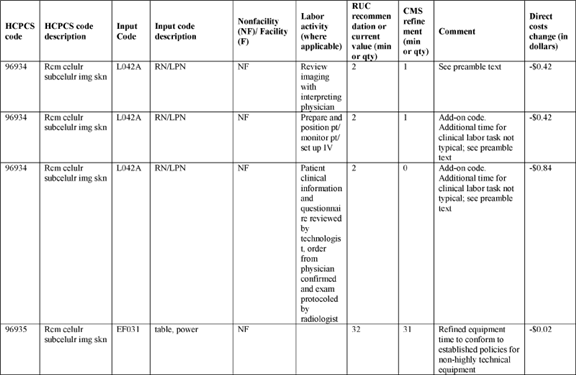 HCPCS code
HCPCS code description
Input Code
Input code description
Nonfacility (NF)/ Facility (F)
Labor activity (where applicable)
RUC recommen dation or current value (min or qty)
CMS refine ment (min or qty)
Comment
Direct costs change (in dollars)
96934
Rcm celulr subcelulr img skn
L042A
RN/LPN
NF
Review imaging with interpreting physician
2
1
See preamble text
-$0.42
96934
Rcm celulr subcelulr img skn
L042A
RN/LPN
NF
Prepare and position pt/ monitor pt/ set up IV
2
1
Add-on code. Additional time for clinical labor task not typical; see preamble text
-$0.42
96934
Rcm celulr subcelulr img skn
L042A
RN/LPN
NF
Patient clinical information and questionnai re reviewed by technologis t, order from physician confirmed and exam protocoled by radiologist
2
0
Add-on code. Additional time for clinical labor task not typical; see preamble text
-$0.84
96935
Rcm celulr subcelulr img skn
EF031
table, power
NF
32
31
Refined equipment time to conform to established policies for non-highly technical equipment
-$0.02